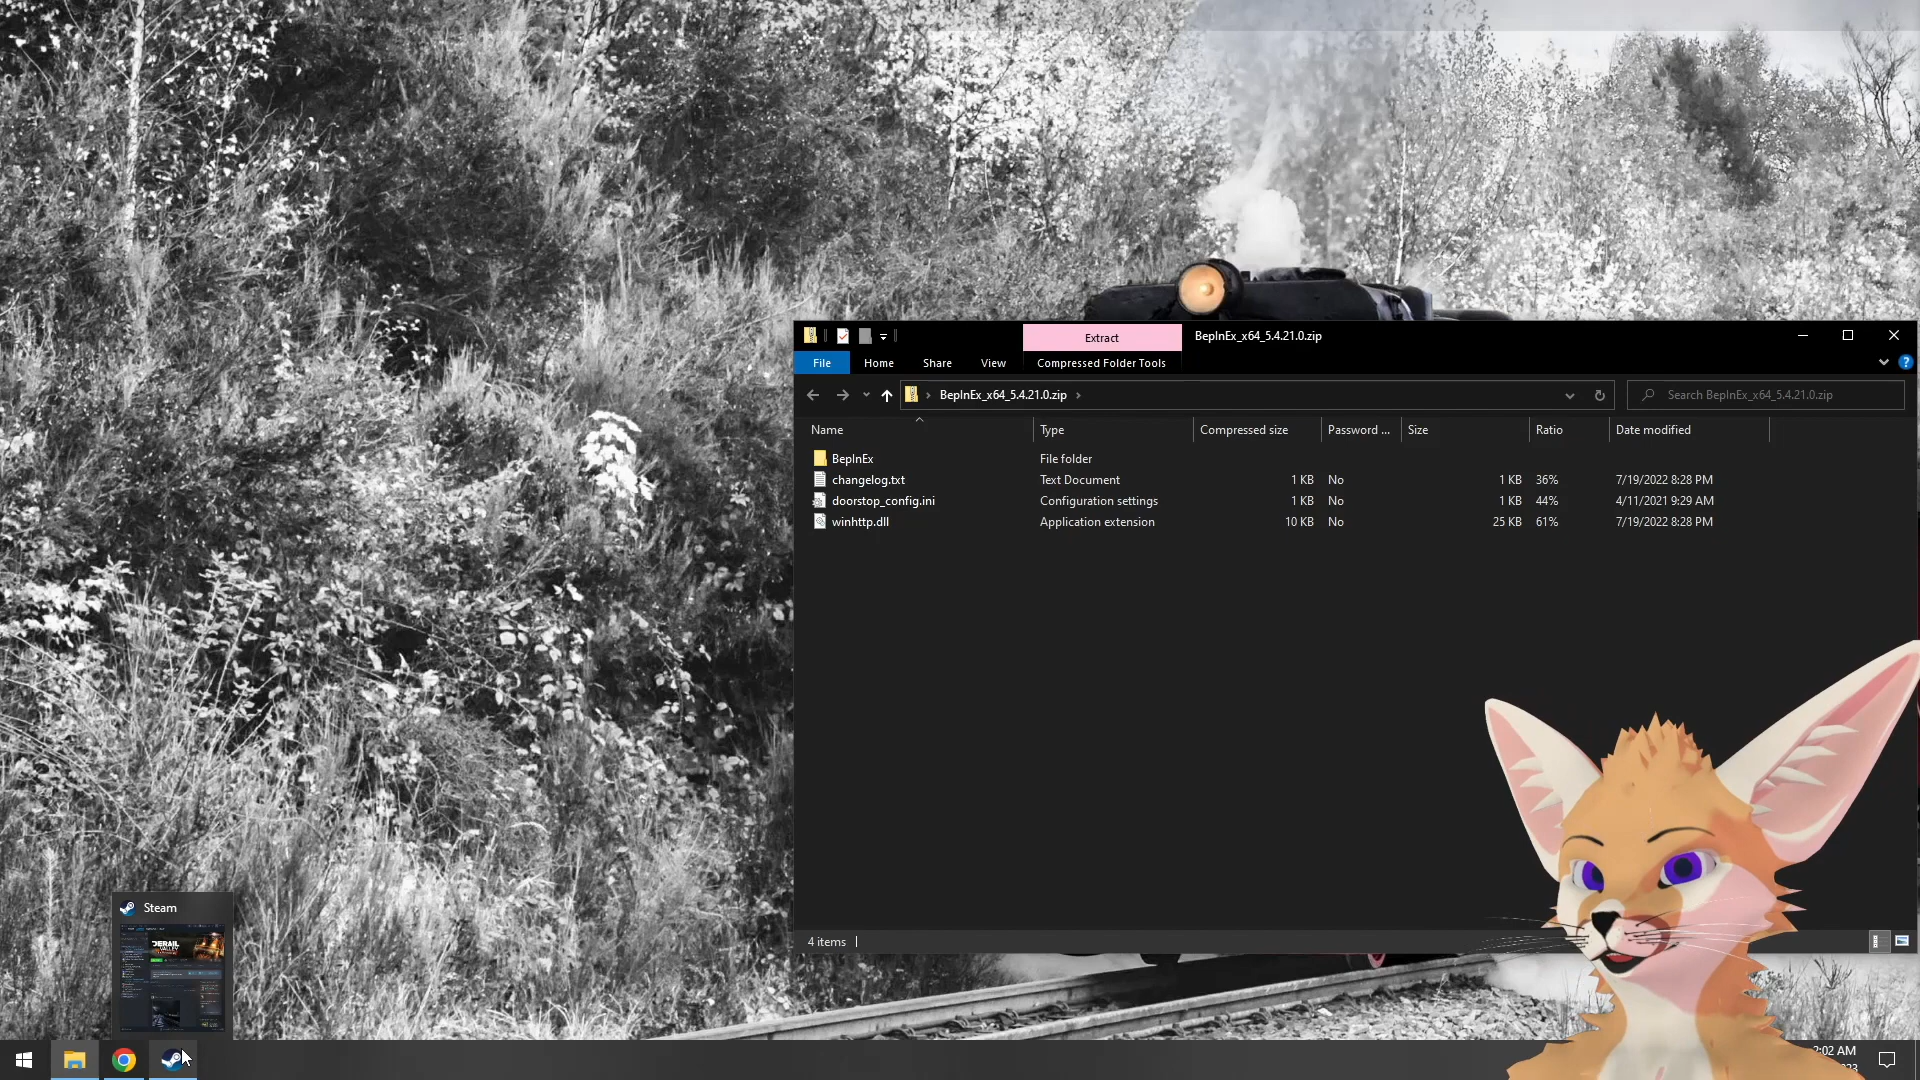 Extract
BepInEx_x64_5.4.21.0.zip
File
Home
Share
View
Compressed Folder Tools
BepInEx_x64_5.4.21.0.zip
Search BepInEx_x64_5.4.21.0.zip
Name Type Compressed size Password ... Size Ratio Date modified
BepInEx File folder
changelog.txt Text Document 1 KB No 1 KB 36% 7/19/2022 8:28 PM
doorstop_config.ini Configuration settings 1 KB No 1 KB 44% 4/11/2021 9:29 AM
winhttp.dll Application extension 10 KB No 25 KB 61% 7/19/2022 8:28 PM
4 items
Steam
DERAIL
VALLEY
2:02 AM